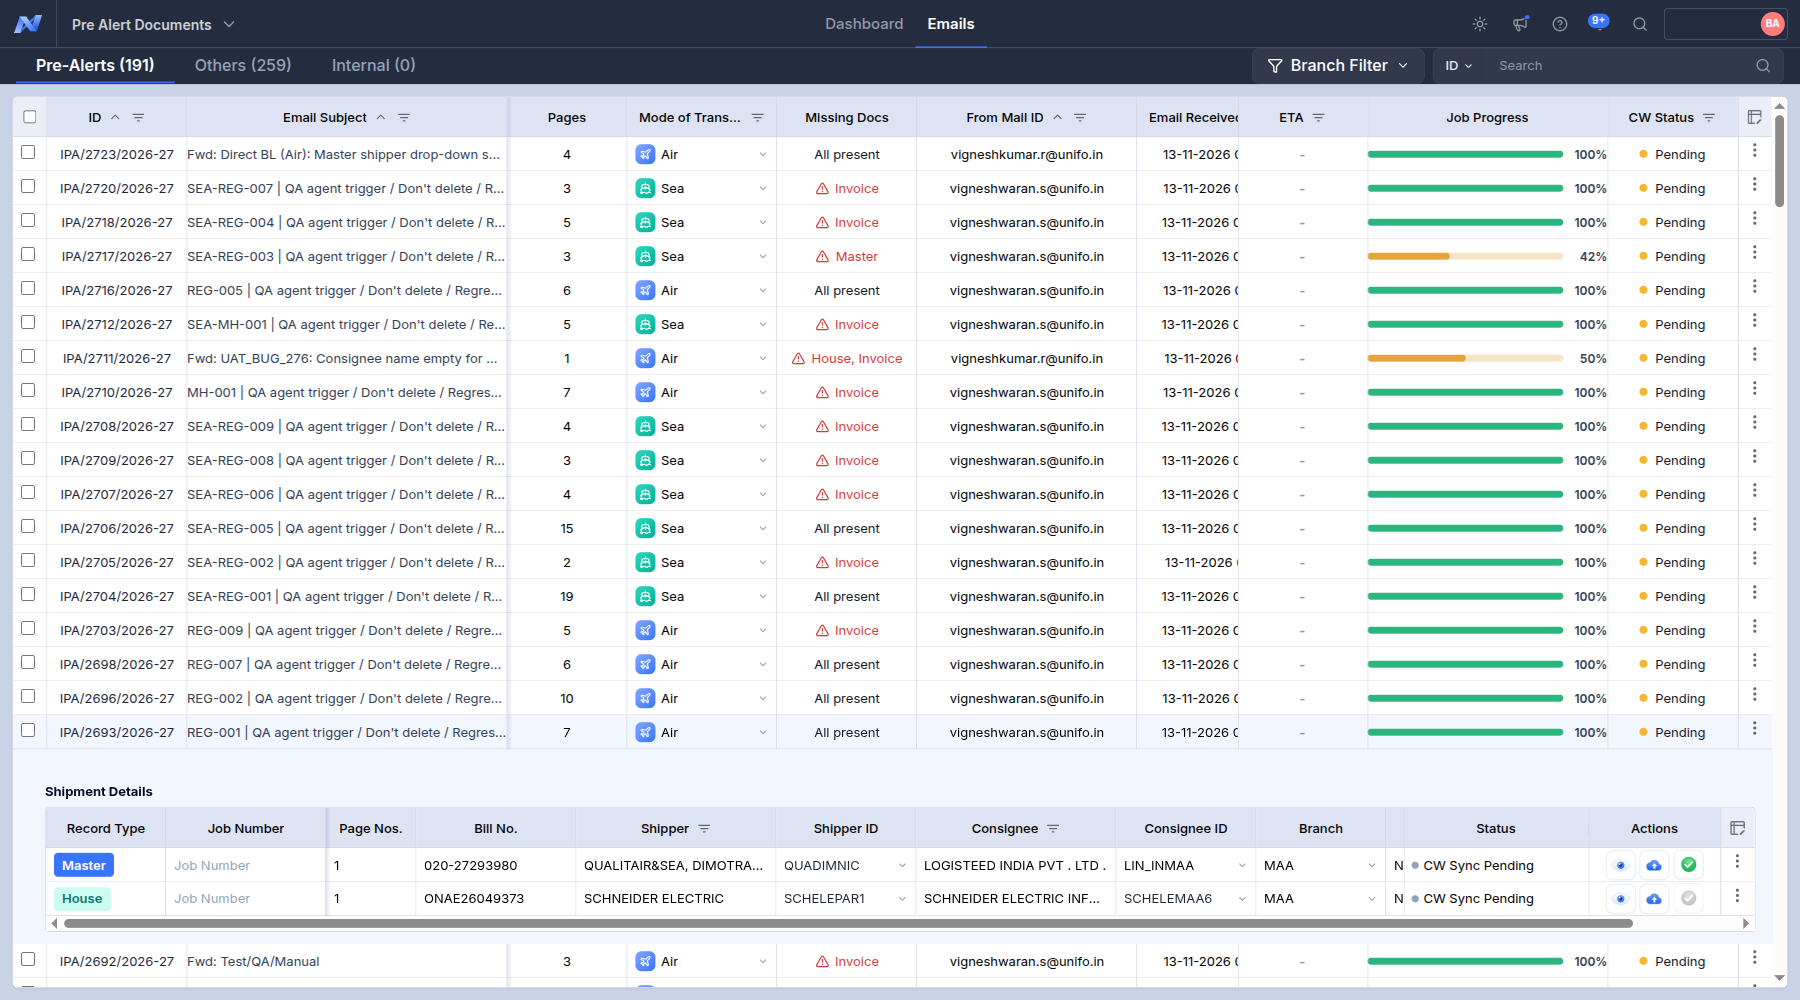 Pre Alert Documents
Dashboard
Emails
9+
BA
Pre-Alerts (191)
Others (259)
Internal (0)
Branch Filter
ID
Search
ID Email Subject Pages Mode of Trans... Missing Docs From Mail ID Email Received ETA Job Progress CW Status
IPA/2723/2026-27 Fwd: Direct BL (Air): Master shipper drop-down s... 4 Air All present vigneshkumar.r@unifo.in 13-11-2026 - 100% Pending
IPA/2720/2026-27 SEA-REG-007 | QA agent trigger / Don't delete / R... 3 Sea Invoice vigneshwaran.s@unifo.in 13-11-2026 - 100% Pending
IPA/2718/2026-27 SEA-REG-004 | QA agent trigger / Don't delete / R... 5 Sea Invoice vigneshwaran.s@unifo.in 13-11-2026 - 100% Pending
IPA/2717/2026-27 SEA-REG-003 | QA agent trigger / Don't delete / R... 3 Sea Master vigneshwaran.s@unifo.in 13-11-2026 - 42% Pending
IPA/2716/2026-27 REG-005 | QA agent trigger / Don't delete / Regre... 6 Air All present vigneshwaran.s@unifo.in 13-11-2026 - 100% Pending
IPA/2712/2026-27 SEA-MH-001 | QA agent trigger / Don't delete / Re... 5 Sea Invoice vigneshwaran.s@unifo.in 13-11-2026 - 100% Pending
IPA/2711/2026-27 Fwd: UAT_BUG_276: Consignee name empty for ... 1 Air House, Invoice vigneshkumar.r@unifo.in 13-11-2026 - 50% Pending
IPA/2710/2026-27 MH-001 | QA agent trigger / Don't delete / Regres... 7 Air Invoice vigneshwaran.s@unifo.in 13-11-2026 - 100% Pending
IPA/2708/2026-27 SEA-REG-009 | QA agent trigger / Don't delete / R... 4 Sea Invoice vigneshwaran.s@unifo.in 13-11-2026 - 100% Pending
IPA/2709/2026-27 SEA-REG-008 | QA agent trigger / Don't delete / R... 3 Sea Invoice vigneshwaran.s@unifo.in 13-11-2026 - 100% Pending
IPA/2707/2026-27 SEA-REG-006 | QA agent trigger / Don't delete / R... 4 Sea Invoice vigneshwaran.s@unifo.in 13-11-2026 - 100% Pending
IPA/2706/2026-27 SEA-REG-005 | QA agent trigger / Don't delete / R... 15 Sea All present vigneshwaran.s@unifo.in 13-11-2026 - 100% Pending
IPA/2705/2026-27 SEA-REG-002 | QA agent trigger / Don't delete / R... 2 Sea Invoice vigneshwaran.s@unifo.in 13-11-2026 - 100% Pending
IPA/2704/2026-27 SEA-REG-001 | QA agent trigger / Don't delete / R... 19 Sea All present vigneshwaran.s@unifo.in 13-11-2026 - 100% Pending
IPA/2703/2026-27 REG-009 | QA agent trigger / Don't delete / Regre... 5 Air Invoice vigneshwaran.s@unifo.in 13-11-2026 - 100% Pending
IPA/2698/2026-27 REG-007 | QA agent trigger / Don't delete / Regre... 6 Air All present vigneshwaran.s@unifo.in 13-11-2026 - 100% Pending
IPA/2696/2026-27 REG-002 | QA agent trigger / Don't delete / Regre... 10 Air All present vigneshwaran.s@unifo.in 13-11-2026 - 100% Pending
IPA/2693/2026-27 REG-001 | QA agent trigger / Don't delete / Regres... 7 Air All present vigneshwaran.s@unifo.in 13-11-2026 - 100% Pending
Shipment Details
Record Type Job Number Page Nos. Bill No. Shipper Shipper ID Consignee Consignee ID Branch Status Actions
Master Job Number 1 020-27293980 QUALITAIR&SEA, DIMOTRA... QUADIMNIC LOGISTEED INDIA PVT . LTD . LIN_INMAA MAA N CW Sync Pending
House Job Number 1 ONAE26049373 SCHNEIDER ELECTRIC SCHELEPAR1 SCHNEIDER ELECTRIC INF... SCHELEMAA6 MAA N CW Sync Pending
IPA/2692/2026-27 Fwd: Test/QA/Manual 3 Air Invoice vigneshwaran.s@unifo.in 13-11-2026 - 100% Pending